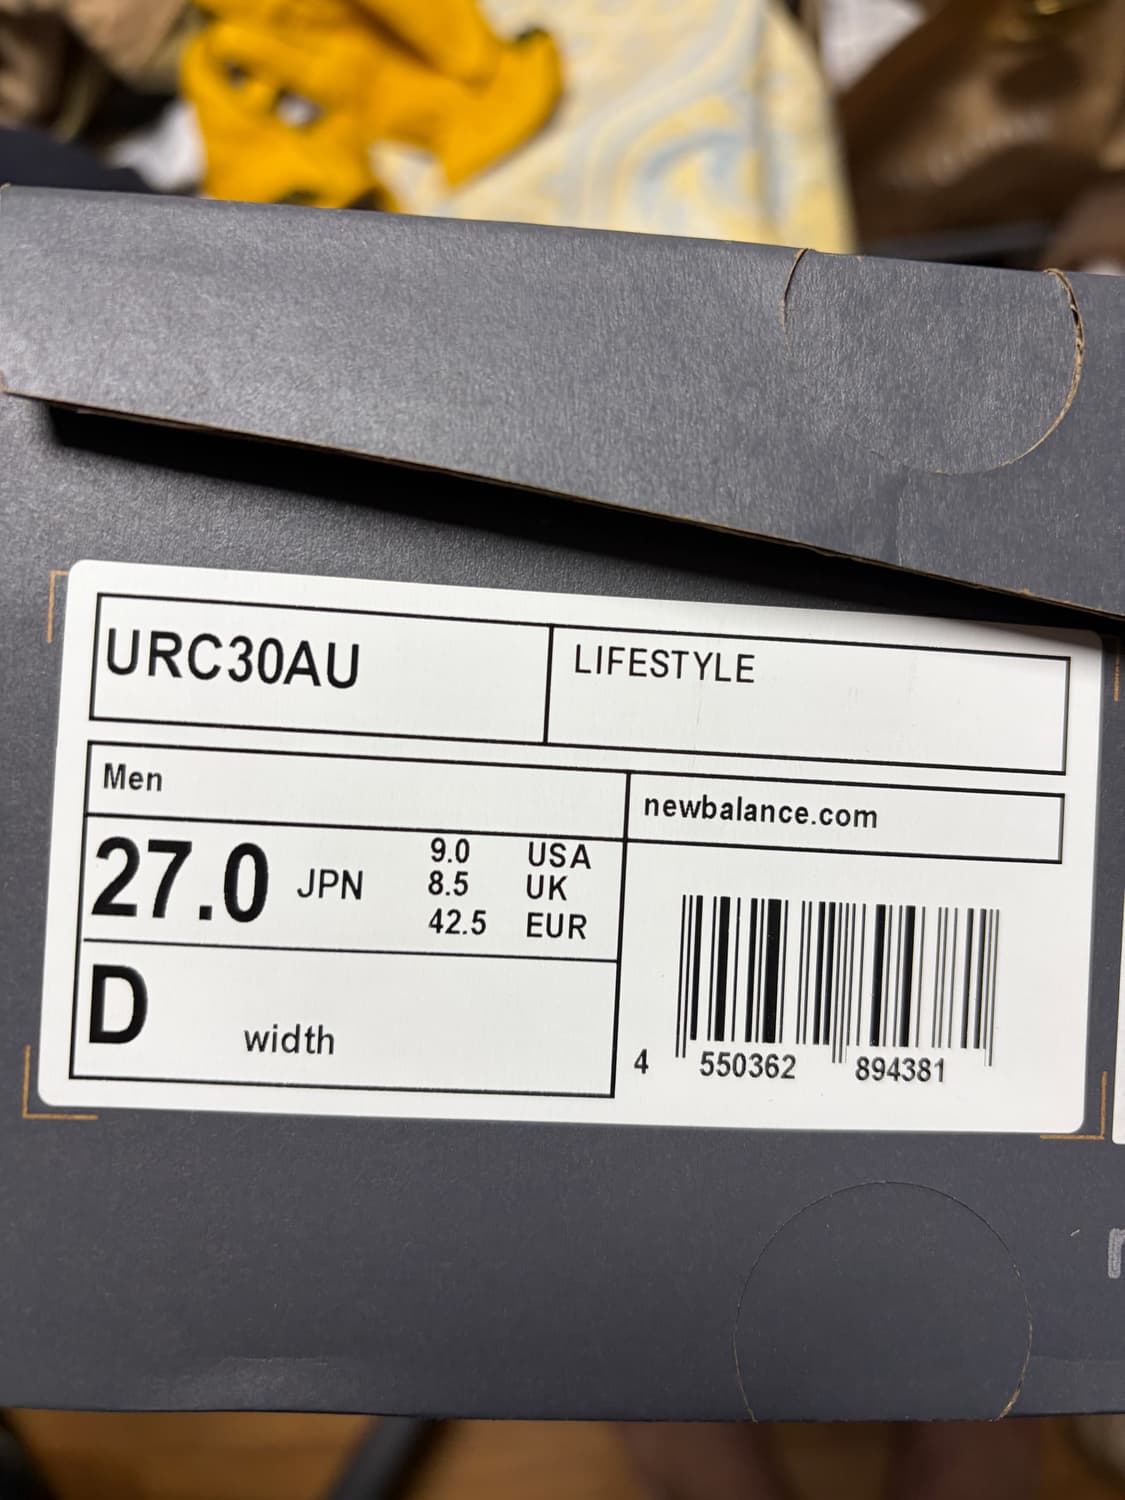 URC30AU
LIFESTYLE
Men
newbalance.com
27.0 JPN
9.0 USA
8.5 UK
42.5 EUR
D width
4 550362 894381